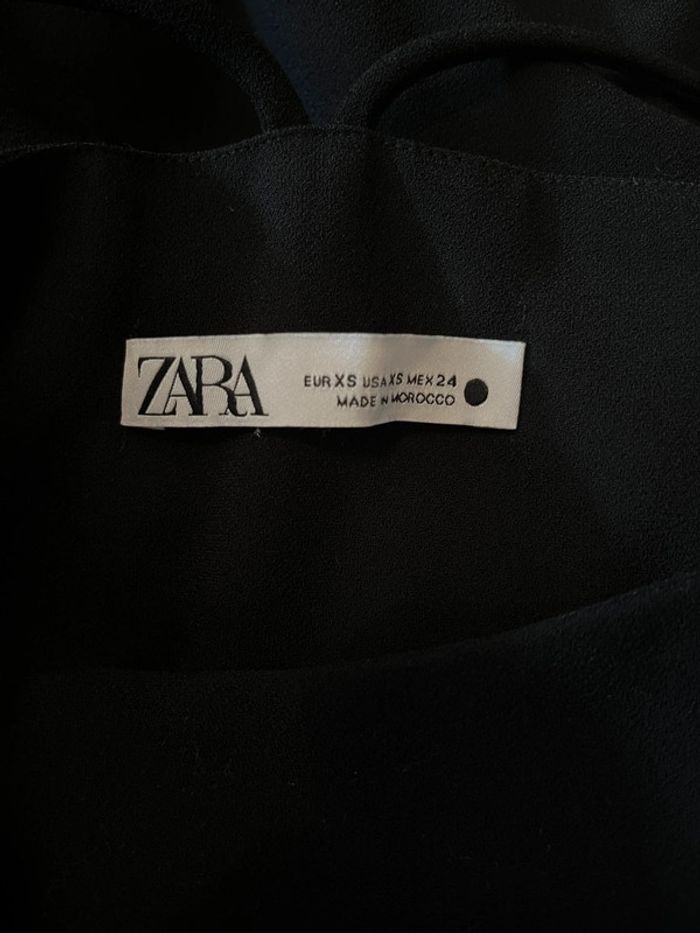 ZARA
EUR XS USA XS MEX 24
MADE IN MOROCCO